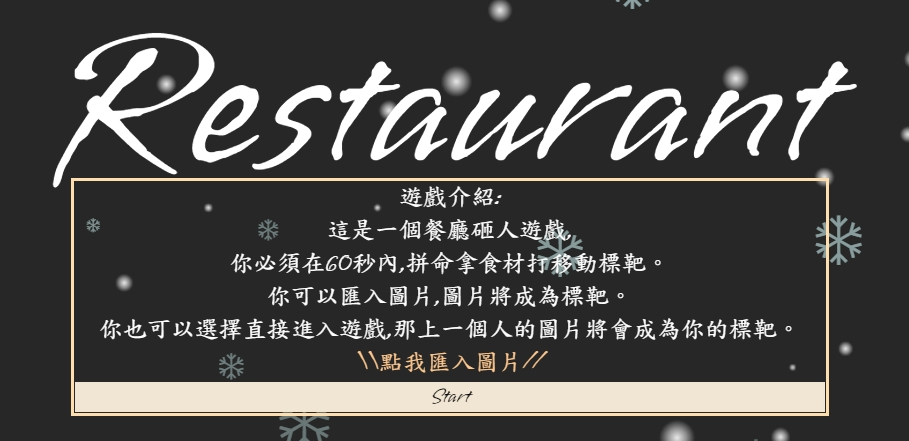 Restaurant
遊戲介紹:
這是一個餐廳砸人遊戲,
你必須在60秒內,拼命拿食材打移動標靶。
你可以匯入圖片,圖片將成為標靶。
你也可以選擇直接進入遊戲,那上一個人的圖片將會成為你的標靶。
\\點我匯入圖片//
Start